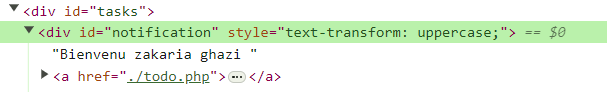 ▼<div id="tasks">
▼<div id="notification" style="text-transform: uppercase;"> == $0
"Bienvenu zakaria ghazi "
▶<a href="./todo.php">⋯</a>